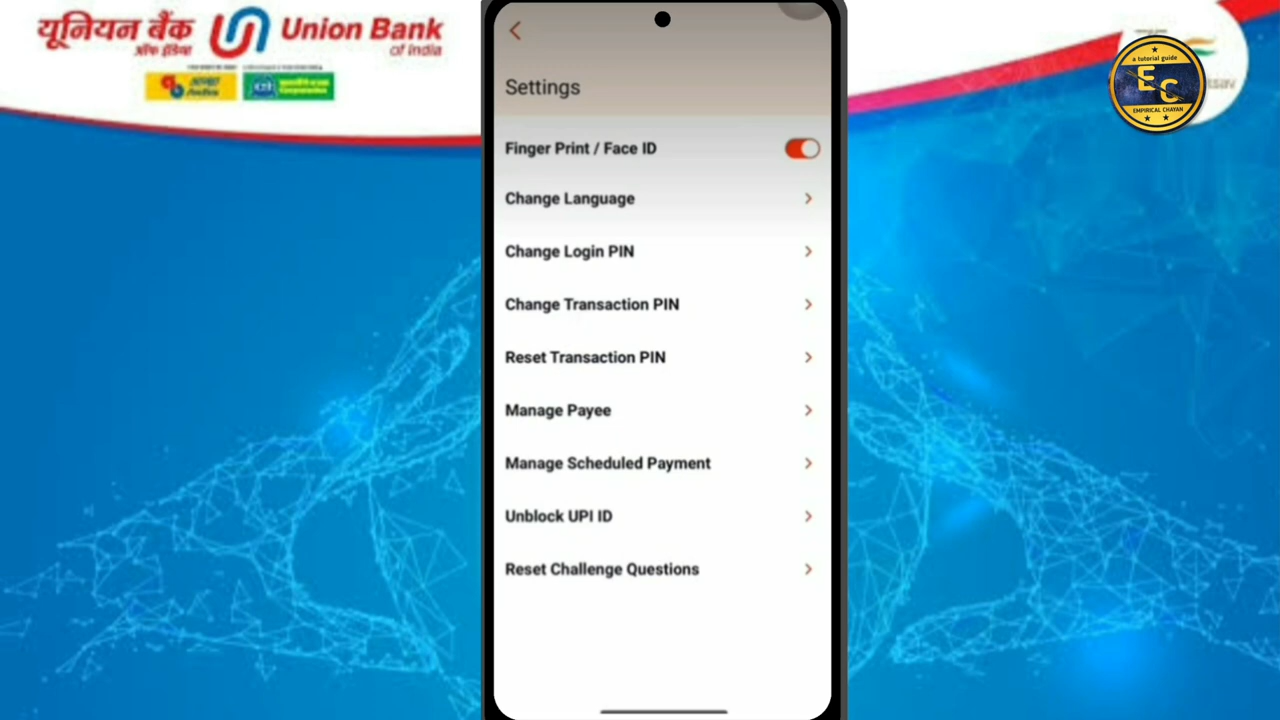 यूनियन बैंक
ऑफ इंडिया
Union Bank
of India
Settings
Finger Print / Face ID
Change Language
Change Login PIN
Change Transaction PIN
Reset Transaction PIN
Manage Payee
Manage Scheduled Payment
Unblock UPI ID
Reset Challenge Questions
a tutorial guide
E C
EMPIRICAL CHAYAN